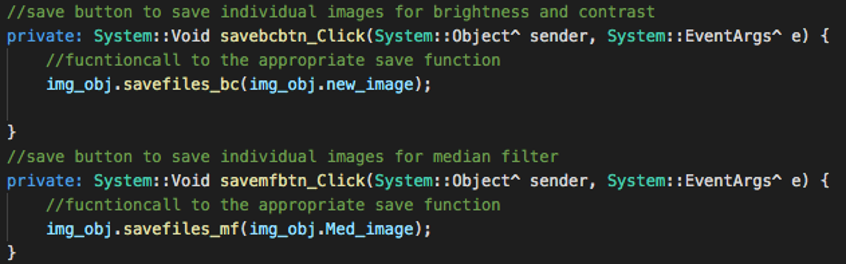 //save button to save individual images for brightness and contrast
private: System::Void savebcbtn_Click(System::Object^ sender, System::EventArgs^ e) {
//fucntioncall to the appropriate save function
img_obj.savefiles_bc(img_obj.new_image);
}
//save button to save individual images for median filter
private: System::Void savemfbtn_Click(System::Object^ sender, System::EventArgs^ e) {
//fucntioncall to the appropriate save function
img_obj.savefiles_mf(img_obj.Med_image);
}